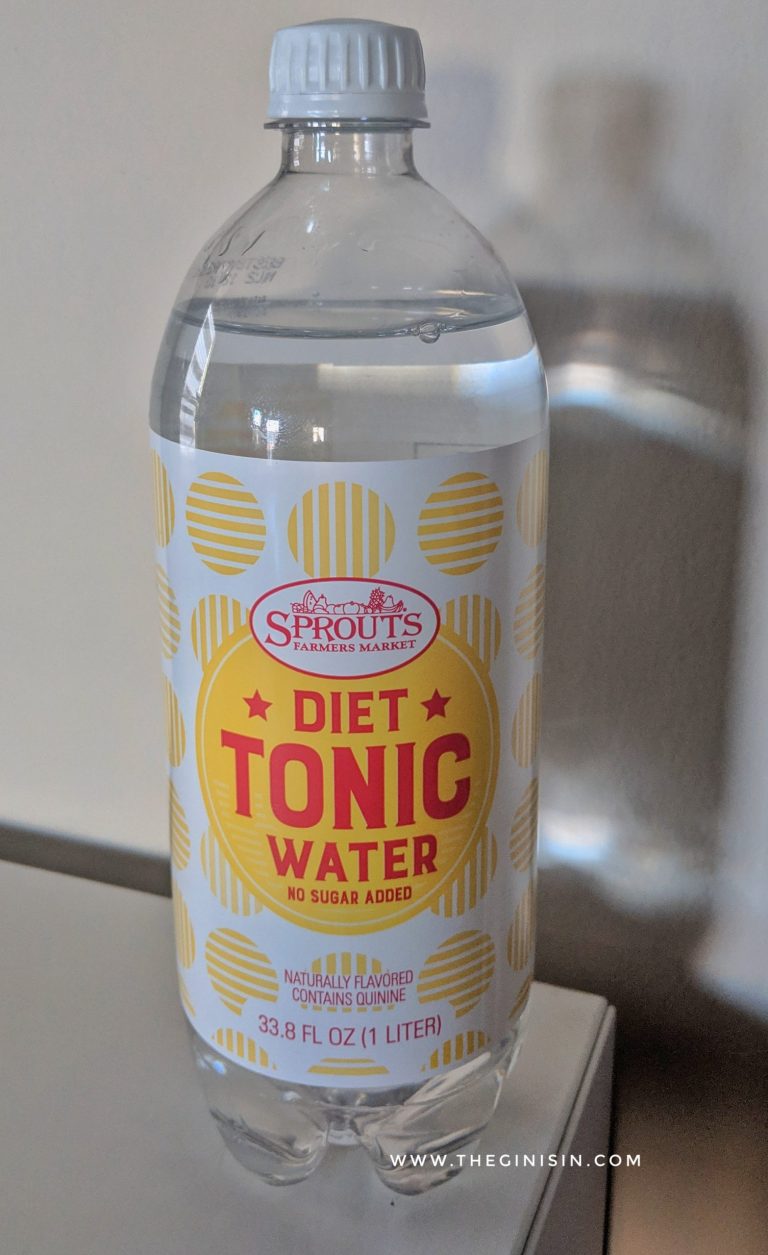 SPROUTS
FARMERS MARKET
DIET
TONIC
WATER
NO SUGAR ADDED
NATURALLY FLAVORED
CONTAINS QUININE
33.8 FL OZ (1 LITER)
WWW.THEGINISIN.COM